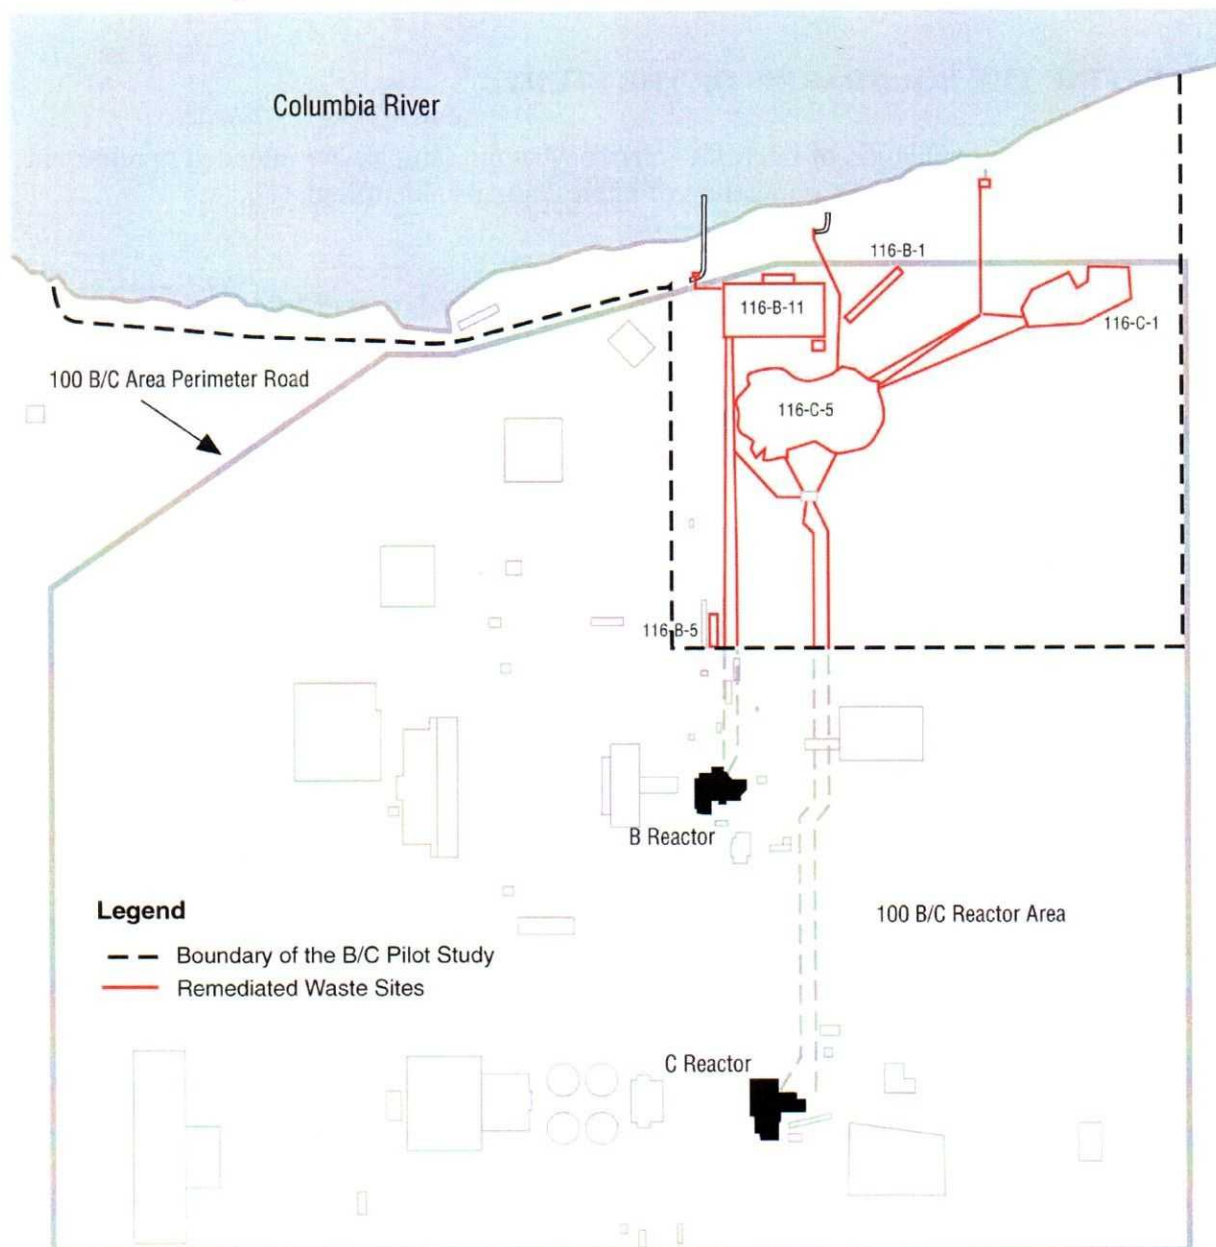 Columbia River
116-B-1
116-B-11
116-C-1
100 B/C Area Perimeter Road
116-C-5
116-B-5
B Reactor
Legend
100 B/C Reactor Area
Boundary of the B/C Pilot Study
Remediated Waste Sites
C Reactor